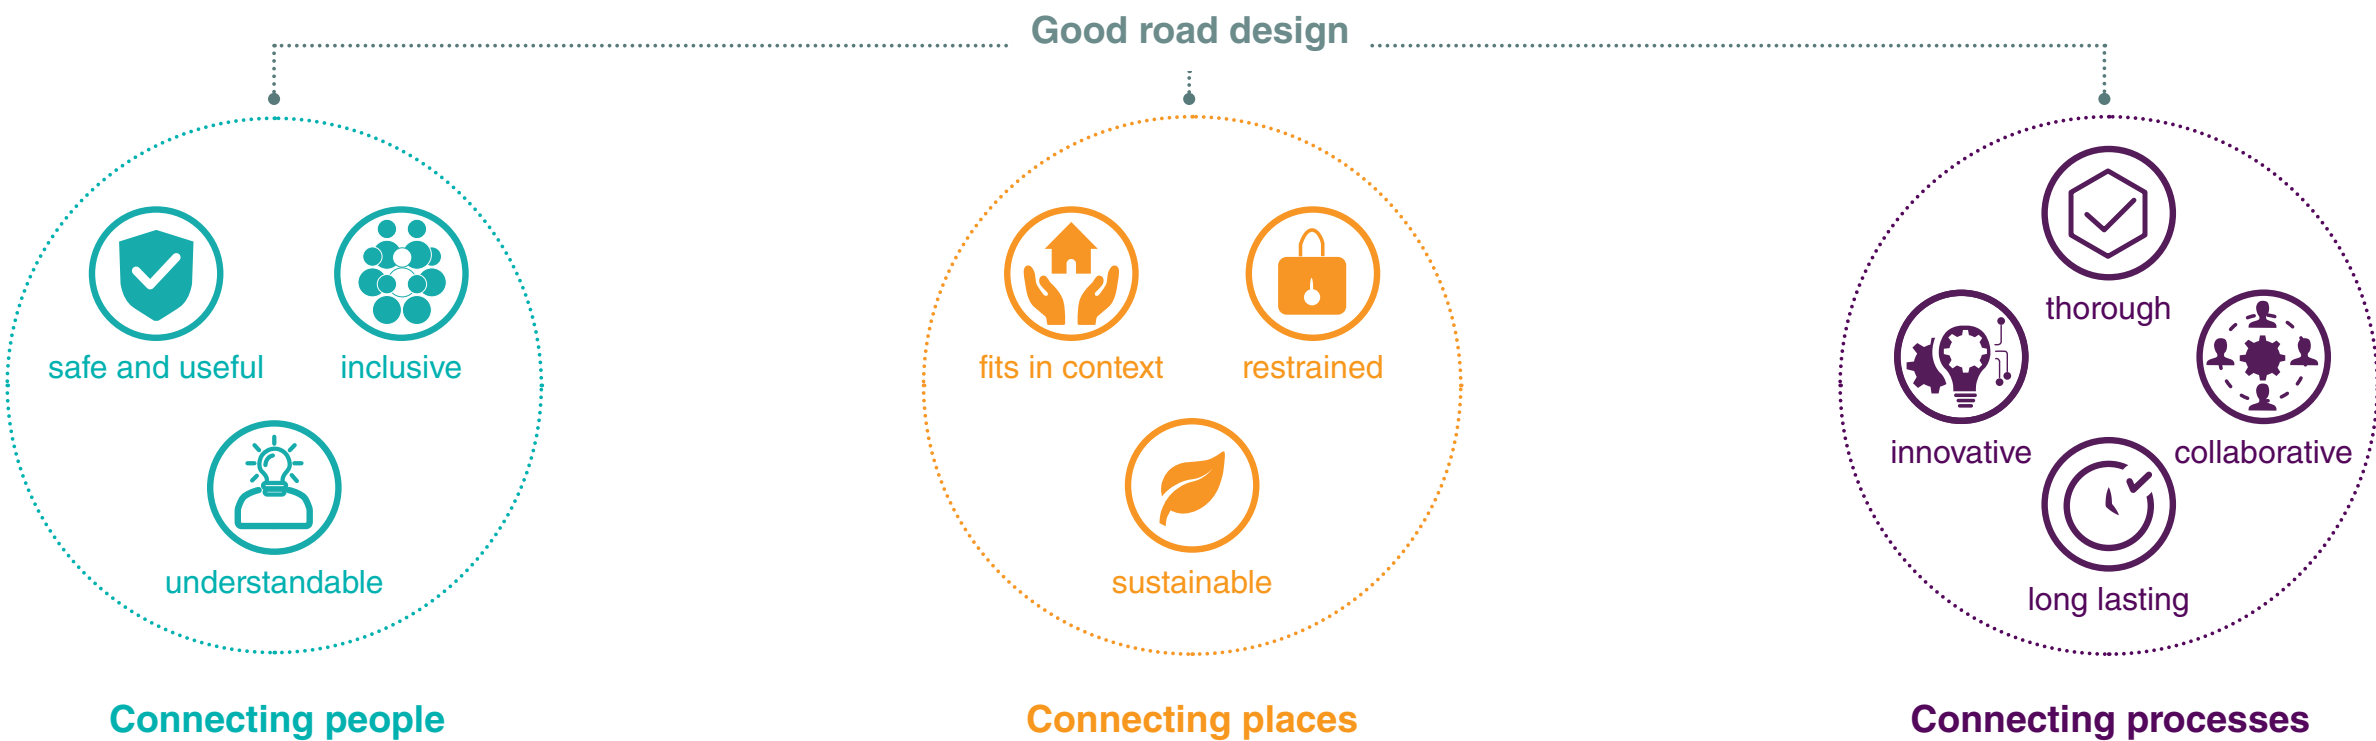 Good road design
safe and useful
inclusive
understandable
Connecting people
fits in context
restrained
sustainable
Connecting places
thorough
innovative
collaborative
long lasting
Connecting processes